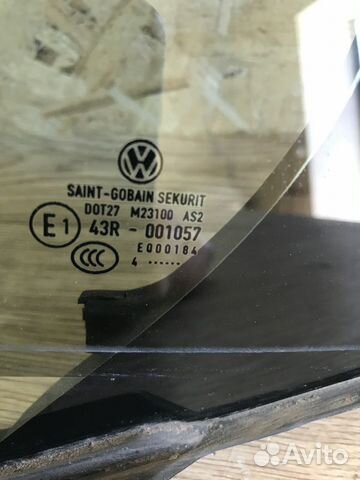 SAINT-GOBAIN SEKURIT
DOT27 M23100 AS2
E1 43R - 001057
E000184
CCC
4 ······
Avito